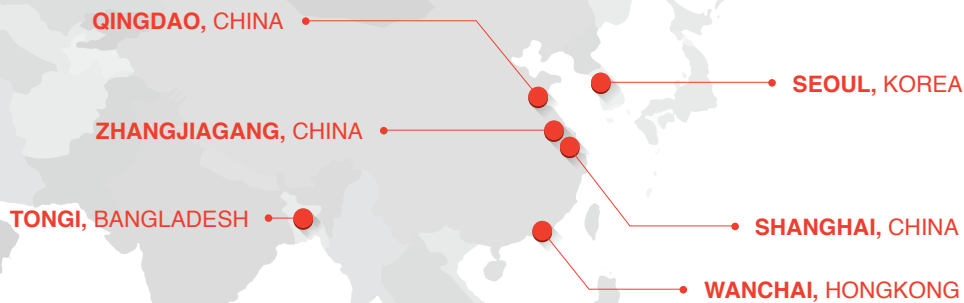 QINGDAO, CHINA
SEOUL, KOREA
ZHANGJIAGANG, CHINA
TONGI, BANGLADESH
SHANGHAI, CHINA
WANCHAI, HONGKONG